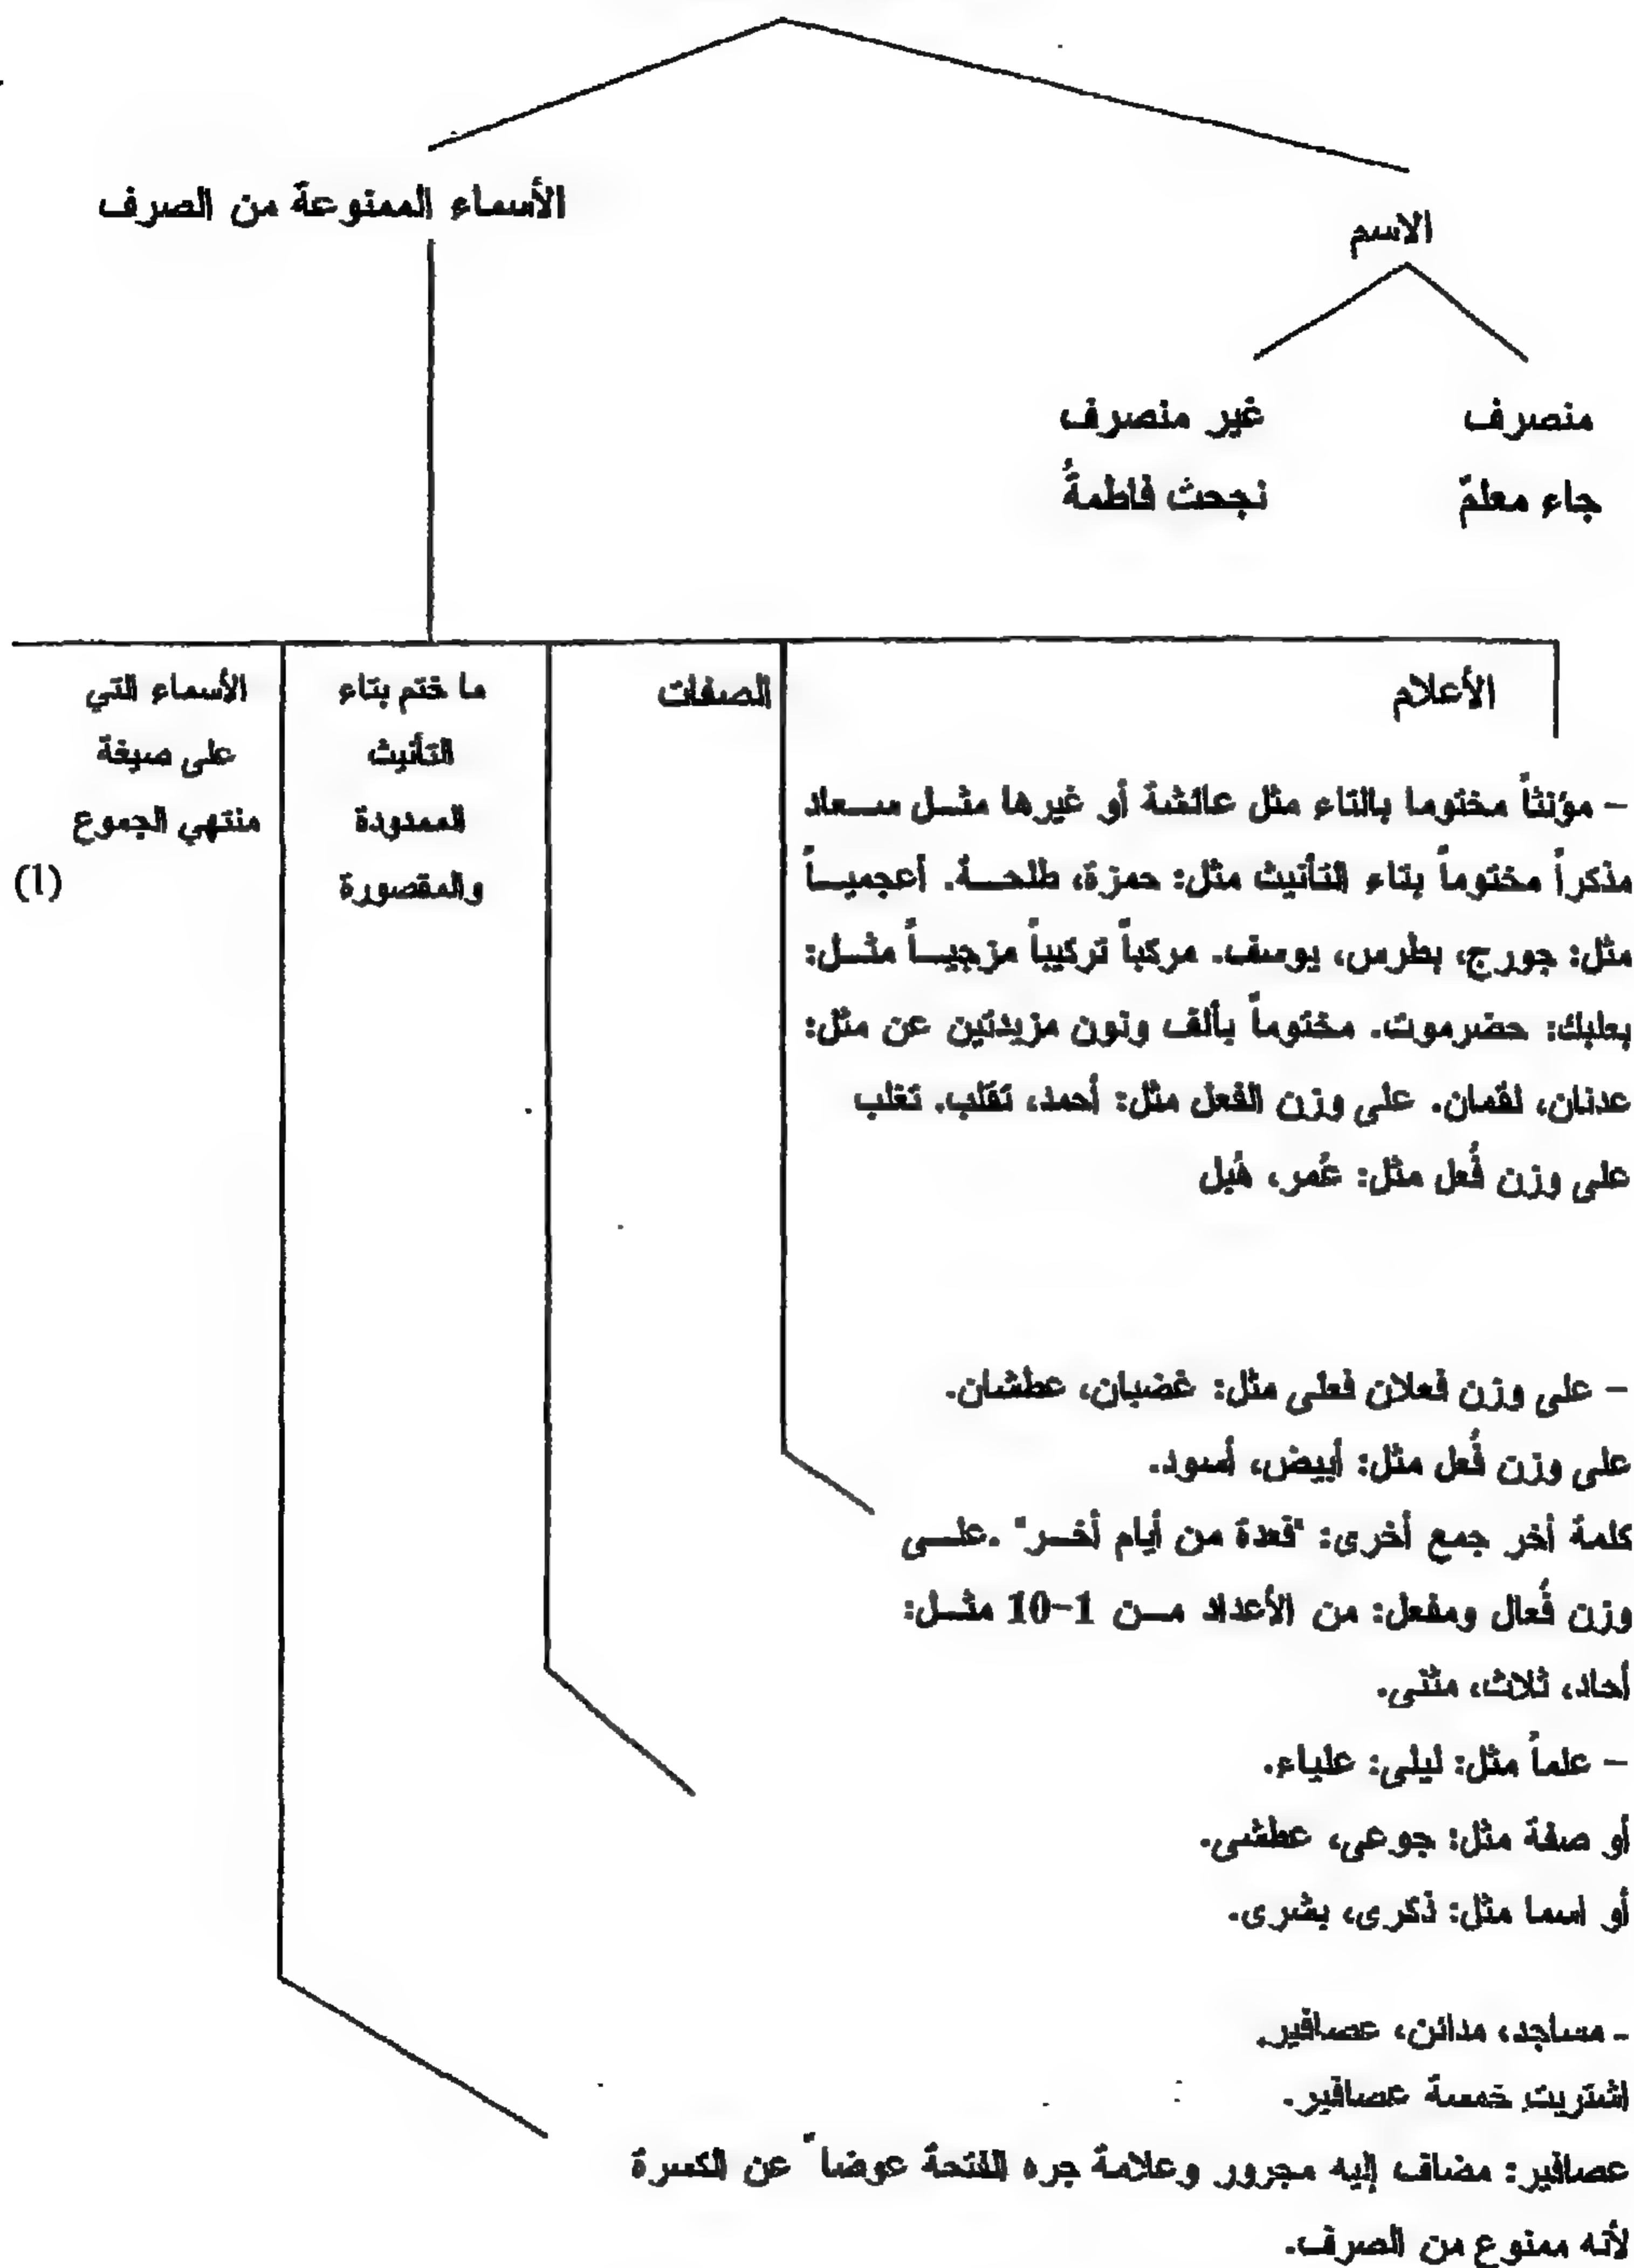 الأسماء الممنوعة من الصرف
الاسم
منصرف
غير منصرف
جاء معلمٌ
نجحت فاطمةُ
الأعلام
الصفات
ما ختم بتاء
التأنيث
الممدودة
والمقصورة
الأسماء التي
على صيغة
منتهي الجموع
(1)
– مؤنثاً مختوما بالتاء مثل عائشة أو غيرها مثل سعاد
مذكراً مختوماً بتاء التأنيث مثل: حمزة، طلحة. أعجمياً
مثل: جورج، بطرس، يوسف. مركباً تركيباً مزجياً مثل:
بعلبك: حضرموت. مختوماً بألف ونون مزيدتين عن مثل:
عدنان، لقمان. على وزن الفعل مثل: أحمد، تقلب. تغلب
على وزن فُعل مثل: عُمر، هُبل
– على وزن فعلان فعلى مثل: غضبان، عطشان.
على وزن فُعل مثل: أبيض، أسود.
كلمة أخر جمع أخرى: "فعدة من أيام أخر" .على
وزن فُعال ومفعل: من الأعداد من 1-10 مثل:
أحاد، ثلاث، مثنى.
– علماً مثل: ليلى: علياء.
أو صفة مثل: جوعى، عطشى.
أو اسما مثل: ذكرى، بشرى.
- مساجد، مدائن، عصافير.
اشتريت خمسة عصافير.
عصافير: مضاف إليه مجرور وعلامة جره الفتحة عوضاً عن الكسرة
لأنه ممنوع من الصرف.